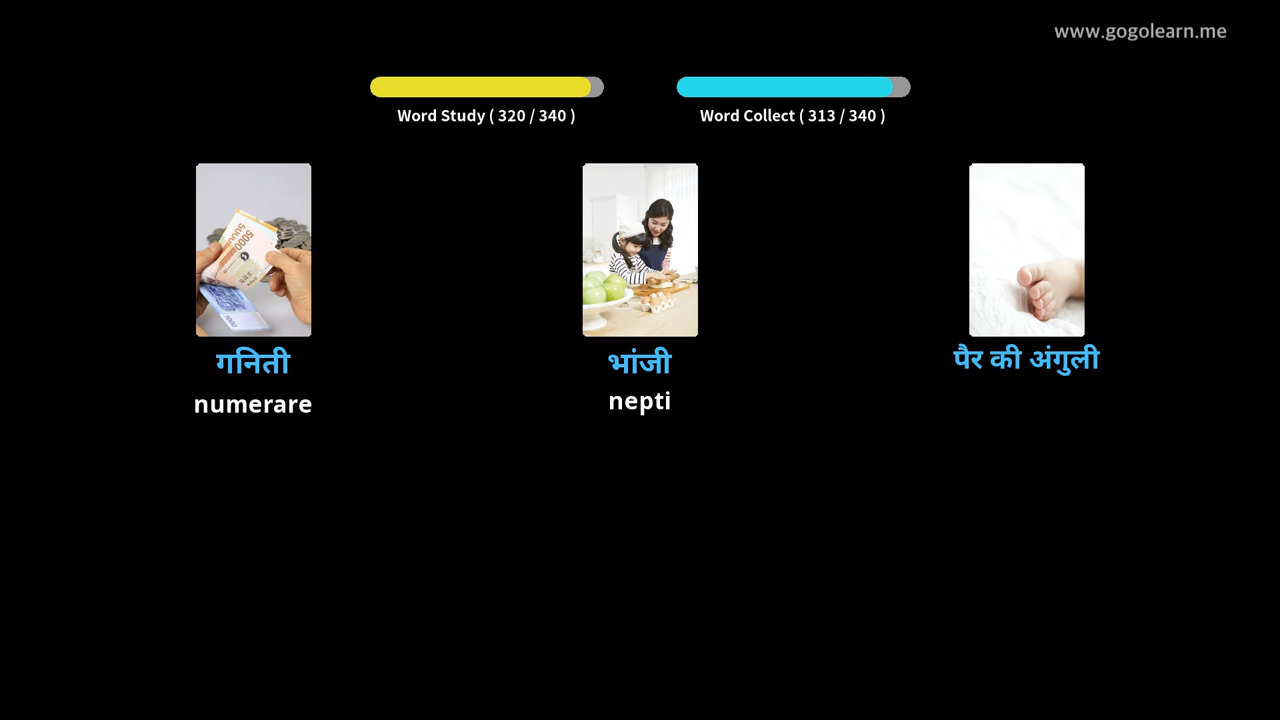 www.gogolearn.me
Word Study ( 320 / 340 )
Word Collect ( 313 / 340 )
गनिती
भांजी
पैर की अंगुली
numerare
nepti